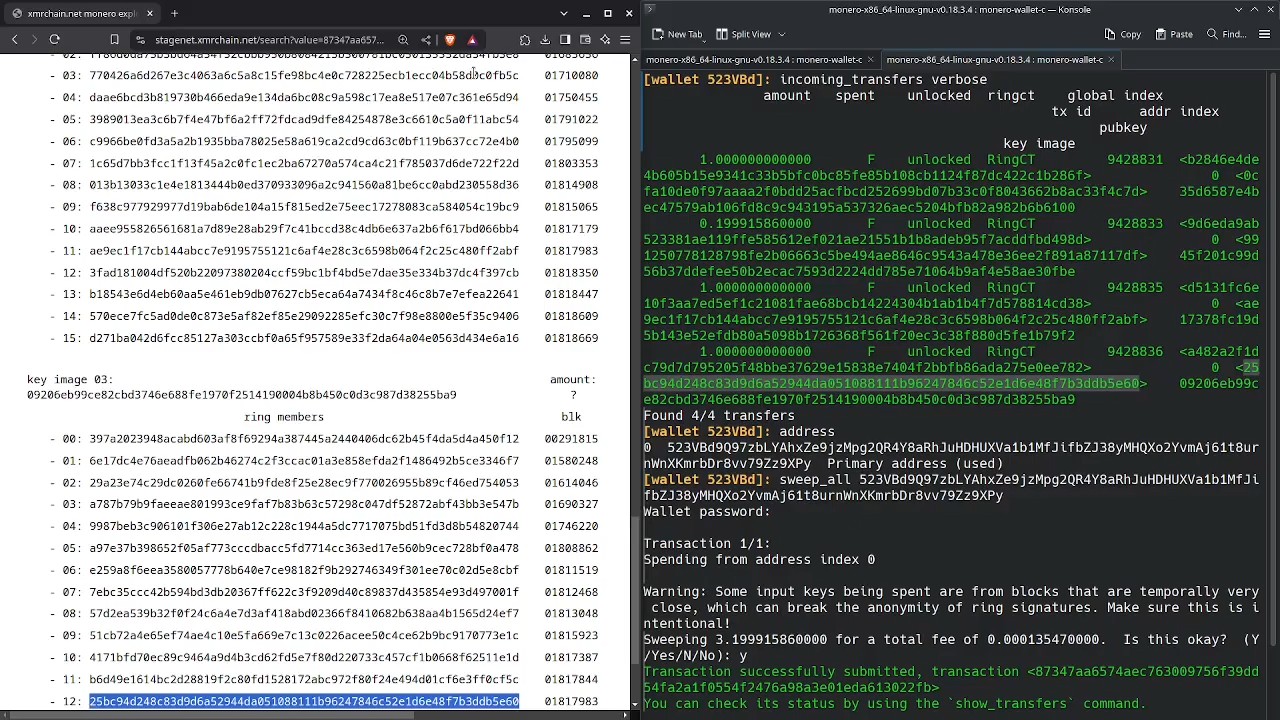 xmrchain.net monero expl
stagenet.xmrchain.net/search?value=87347aa657...
- 03: 770426a6d267e3c4063a6c5a8c15fe98bc4e0c728225ecb1ecc04b58d0c0fb5c 01710080
- 04: daae6bcd3b819730b466eda9e134da6bc08c9a598c17ea8e517e07c361e65d94 01750455
- 05: 3989013ea3c6b7f4e47bf6a2ff72fdcad9dfe84254878e3c6610c5a0f11abc54 01791022
- 06: c9966be0fd3a5a2b1935bba78025e58a619ca2cd9cd63c0bf119b637cc72e4b0 01795099
- 07: 1c65d7bb3fcc1f13f45a2c0fc1ec2ba67270a574ca4c21f785037d6de722f22d 01803353
- 08: 013b13033c1e4e1813444b0ed370933096a2c941560a81be6cc0abd230558d36 01814908
- 09: f638c977929977d19bab6de104a15f815ed2e75eec17278083ca584054c19bc9 01815065
- 10: aaee955826561681a7d89e28ab29f7c41bccd38c4db6e637a2b6f617bd066bb4 01817179
- 11: ae9ec1f17cb144abcc7e9195755121c6af4e28c3c6598b064f2c25c480ff2abf 01817983
- 12: 3fad181004df520b22097380204ccf59bc1bf4bd5e7dae35e334b37dc4f397cb 01818350
- 13: b18543e6d4eb60aa5e461eb9db07627cb5eca64a7434f8c46c8b7e7efea22641 01818447
- 14: 570ece7fc5ad0de0c873e5af82ef85e29092285efc30c7f98e8800e5f35c9406 01818609
- 15: d271ba042d6fcc85127a303ccbf0a65f957589e33f2da64a04e0563d434e6a16 01818669
key image 03: amount:
09206eb99ce82cbd3746e688fe1970f2514190004b8b450c0d3c987d38255ba9 ?
ring members blk
- 00: 397a2023948acabd603af8f69294a387445a2440406dc62b45f4da5d4a450f12 00291815
- 01: 6e17dc4e76aeadfb062b46274c2f3ccac01a3e858efda2f1486492b5ce3346f7 01580248
- 02: 29a23e74c29dc0260fe66741b9fde8f25e28ec9f770026c05b89cf46ed754053 01614046
- 03: a787b79b9faeeae801993ce9faf7b83b63c57298c047df52872abf43bb3e547b 01690327
- 04: 9987beb3c906101f306e27ab12c228c1944a5dc7717075bd51fd3d8b54820744 01746220
- 05: a97e37b398652f05af773cccdbacc5fd7714cc363ed17e560b9cec728bf0a478 01808862
- 06: e259a8f6eea3580057778b640e7ce98182f9b292746349f301ee70c02d5e8cbf 01811519
- 07: 7ebc35ccc42b594bd3db20367ff622c3f9209d40c89837d435854e93d497001f 01812468
- 08: 57d2ea539b32f0f24c6a4e7d3af418abd02366f8410682b638aa4b1565d24ef7 01813048
- 09: 51cb72a4e65ef74ae4c10e5fa669e7c13c0226acee50c4ce62b9bc9170773e1c 01815923
- 10: 4171bfd70ec89c9464a9d4b3cd62fd5e7f80d220733c457cf1b0668f62511e1d 01817387
- 11: b6d49e1614bc2d28819f2c80fd1528172abc972f80f24e494d01cf6e3ff0cf5c 01817844
- 12: 25bc94d248c83d9d6a52944da051088111b96247846c52e1d6e48f7b3ddb5e60 01817983
monero-x86_64-linux-gnu-v0.18.3.4 : monero-wallet-c — Konsole
New Tab Split View Copy Paste Find...
monero-x86_64-linux-gnu-v0.18.3.4 : monero-wallet-c monero-x86_64-linux-gnu-v0.18.3.4 : monero-wallet-c
[wallet 523VBd]: incoming_transfers verbose
amount spent unlocked ringct global index
tx id addr index
pubkey
key image
1.000000000000 F unlocked RingCT 9428831 <b2846e4de
4b605b15e9341c33b5bfc0bc85fe85b108cb1124f87dc422c1b286f> 0 <0c
fa10de0f97aaaa2f0bdd25acfbcd252699bd07b33c0f8043662b8ac33f4c7d> 35d6587e4b
ec47579ab106fd8c9c943195a537326aec5204bfb82a982b6b6100
0.199915860000 F unlocked RingCT 9428833 <9d6eda9ab
523381ae119ffe585612ef021ae21551b1b8adeb95f7acddfbd498d> 0 <99
1250778128798fe2b06663c5be494ae8646c9543a478e36ee2f891a87117df> 45f201c99d
56b37ddefee50b2ecac7593d2224dd785e71064b9af4e58ae30fbe
1.000000000000 F unlocked RingCT 9428835 <d5131fc6e
10f3aa7ed5ef1c21081fae68bcb14224304b1ab1b4f7d578814cd38> 0 <ae
9ec1f17cb144abcc7e9195755121c6af4e28c3c6598b064f2c25c480ff2abf> 17378fc19d
5b143e52efdb80a5098b1726368f561f20ec3c38f880d5fe1b79f2
1.000000000000 F unlocked RingCT 9428836 <a482a2f1d
c79d7d795205f48bbe37629e15838e7404f2bbfb86ada275e0ee782> 0 <25
bc94d248c83d9d6a52944da051088111b96247846c52e1d6e48f7b3ddb5e60> 09206eb99c
e82cbd3746e688fe1970f2514190004b8b450c0d3c987d38255ba9
Found 4/4 transfers
[wallet 523VBd]: address
0 523VBd9Q97zbLYAhxZe9jzMpg2QR4Y8aRhJuHDHUXVa1b1MfJifbZJ38yMHQXo2YvmAj61t8ur
nWnXKmrbDr8vv79Zz9XPy Primary address (used)
[wallet 523VBd]: sweep_all 523VBd9Q97zbLYAhxZe9jzMpg2QR4Y8aRhJuHDHUXVa1b1MfJi
fbZJ38yMHQXo2YvmAj61t8urnWnXKmrbDr8vv79Zz9XPy
Wallet password:
Transaction 1/1:
Spending from address index 0
Warning: Some input keys being spent are from blocks that are temporally very
close, which can break the anonymity of ring signatures. Make sure this is i
ntentional!
Sweeping 3.199915860000 for a total fee of 0.000135470000. Is this okay? (Y
/Yes/N/No): y
Transaction successfully submitted, transaction <87347aa6574aec763009756f39dd
54fa2a1f0554f2476a98a3e01eda613022fb>
You can check its status by using the `show_transfers` command.